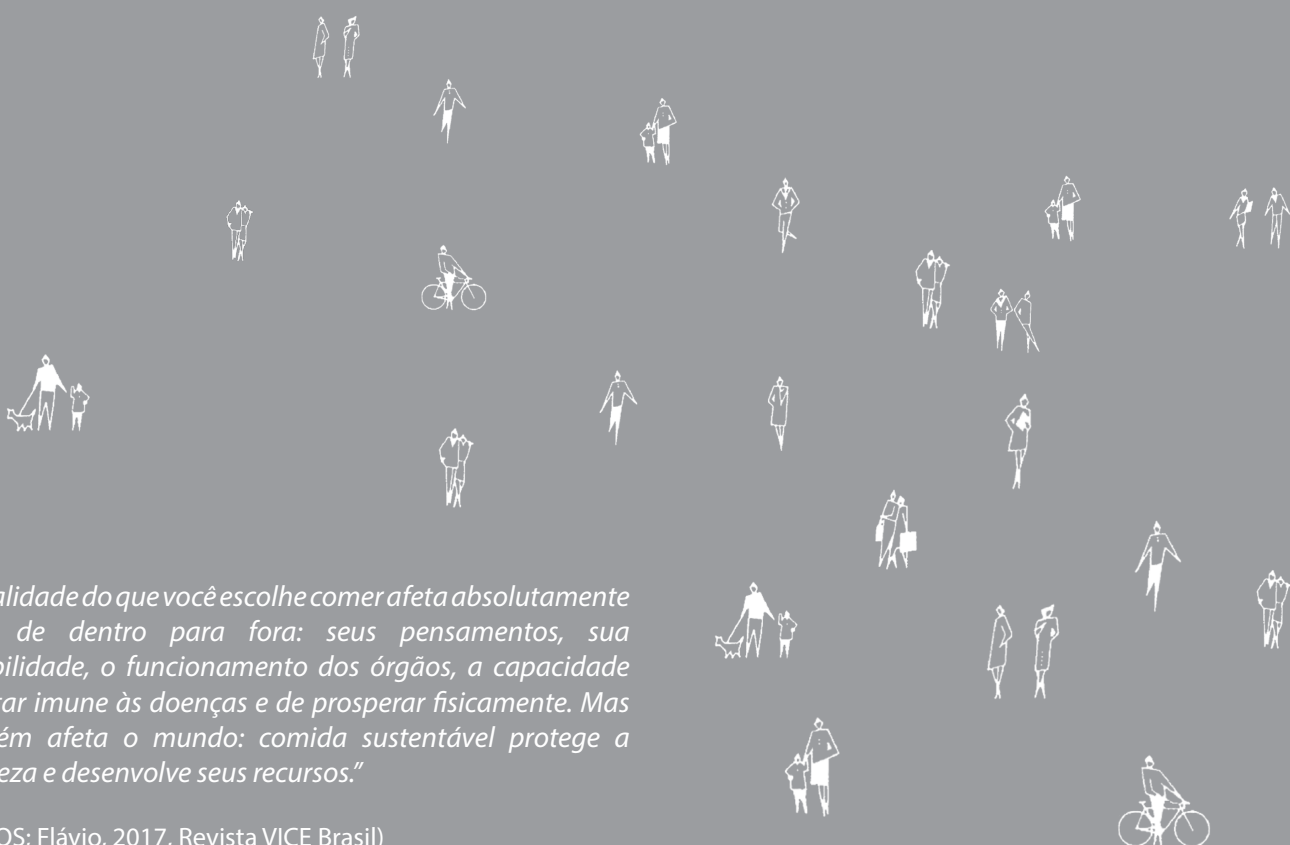 alidade do que você escolhe comer afeta absolutamente
de dentro para fora: seus pensamentos, sua
bilidade, o funcionamento dos órgãos, a capacidade
tar imune às doenças e de prosperar fisicamente. Mas
ém afeta o mundo: comida sustentável protege a
eza e desenvolve seus recursos.”
OS: Flávio, 2017, Revista VICE Brasil)